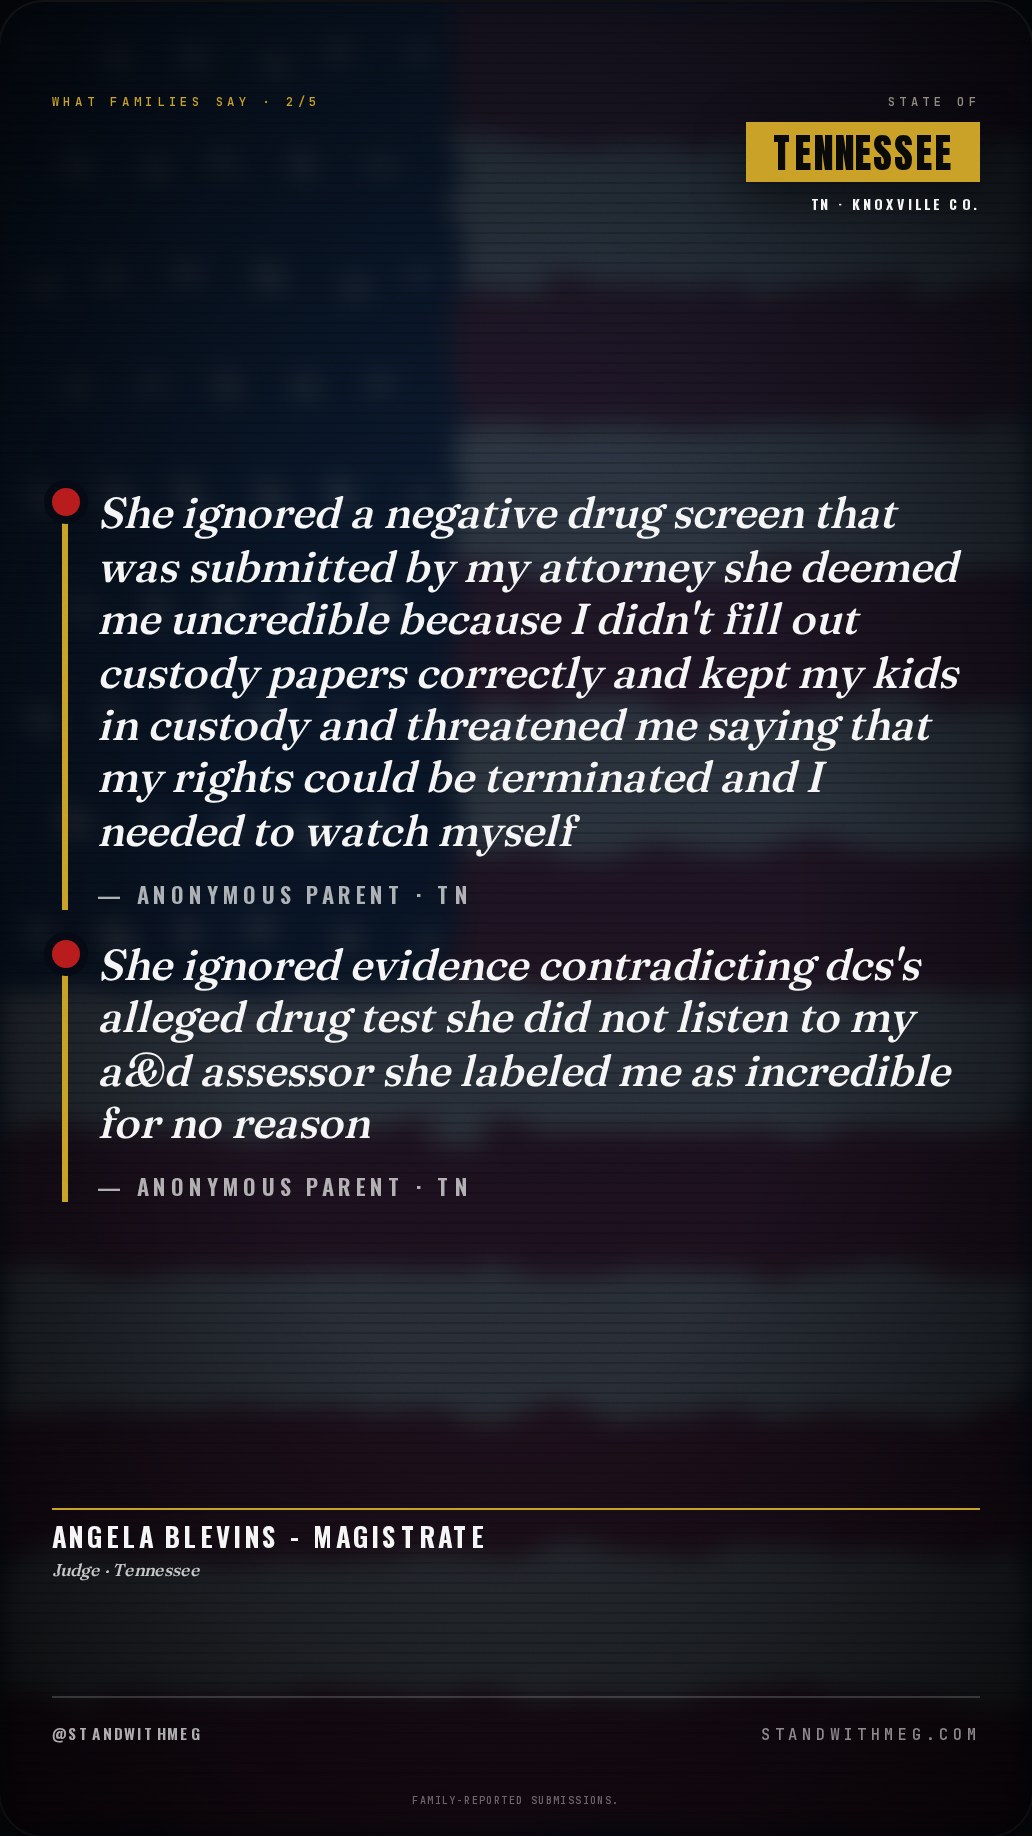 WHAT FAMILIES SAY · 2/5
STATE OF
TENNESSEE
TN · KNOXVILLE CO.
She ignored a negative drug screen that
was submitted by my attorney she deemed
me uncredible because I didn't fill out
custody papers correctly and kept my kids
in custody and threatened me saying that
my rights could be terminated and I
needed to watch myself
— ANONYMOUS PARENT · TN
She ignored evidence contradicting dcs's
alleged drug test she did not listen to my
a&d assessor she labeled me as incredible
for no reason
— ANONYMOUS PARENT · TN
ANGELA BLEVINS - MAGISTRATE
Judge · Tennessee
@STANDWITHMEG
STANDWITHMEG.COM
FAMILY-REPORTED SUBMISSIONS.